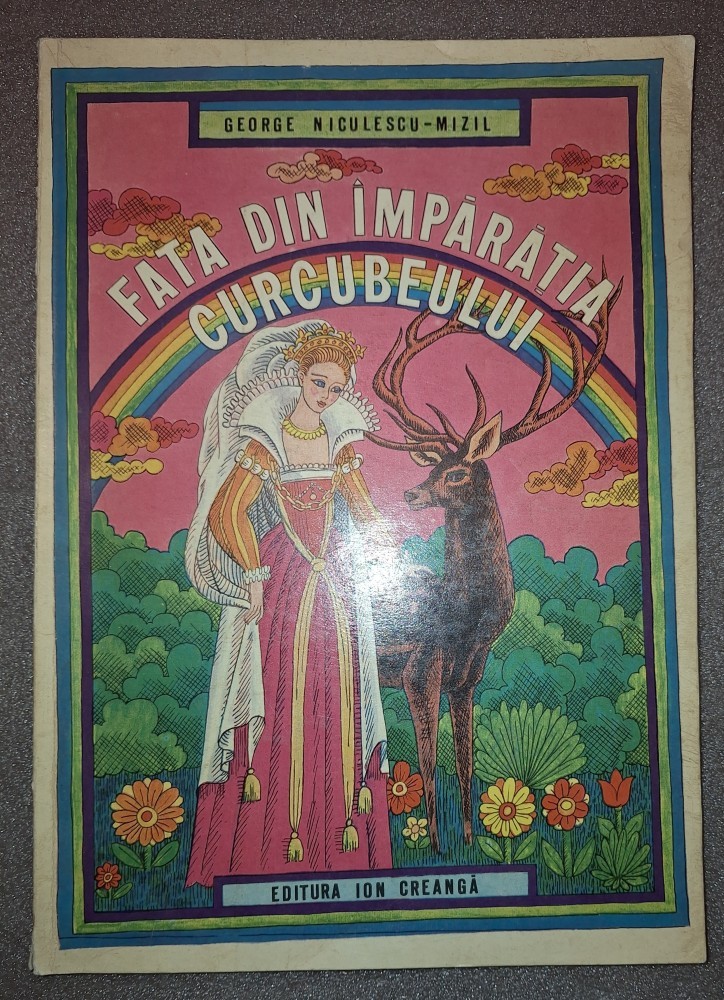 GEORGE NICULESCU-MIZIL
FATA DIN ÎMPĂRĂȚIA
CURCUBEULUI
EDITURA ION CREANGĂ